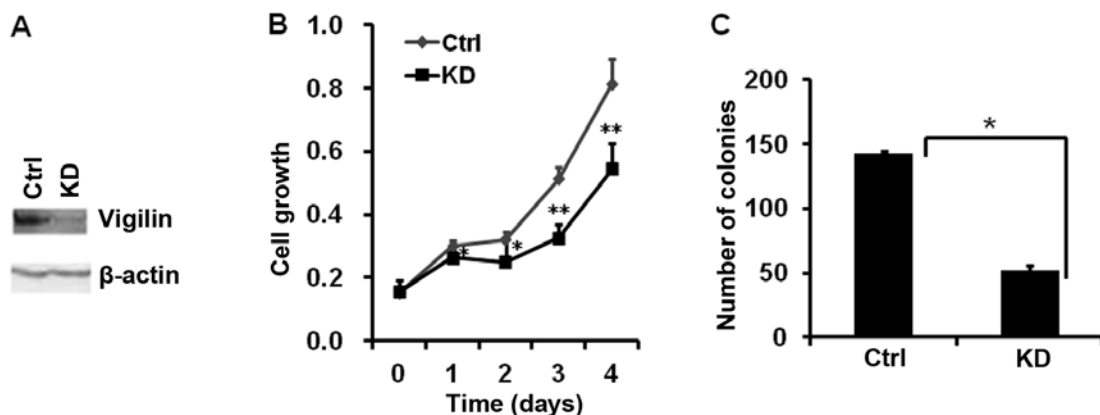 A
Ctrl
KD
Vigilin
β-actin
B
Ctrl
KD
Cell growth
1.0
0.8
0.6
0.4
0.2
0.0
*
*
**
**
0 1 2 3 4
Time (days)
C
Number of colonies
200
150
100
50
0
*
Ctrl KD